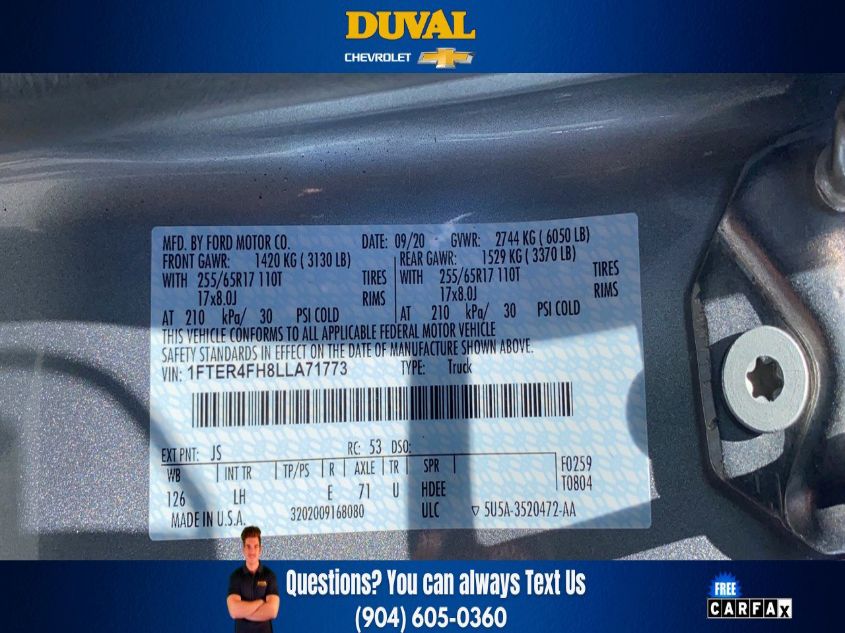 DUVAL
CHEVROLET
MFD. BY FORD MOTOR CO. DATE: 09/20 GVWR: 2744 KG ( 6050 LB)
FRONT GAWR: 1420 KG ( 3130 LB) REAR GAWR: 1529 KG ( 3370 LB)
WITH 255/65R17 110T TIRES WITH 255/65R17 110T TIRES
17x8.0J RIMS 17x8.0J RIMS
AT 210 kPa/ 30 PSI COLD AT 210 kPa/ 30 PSI COLD
THIS VEHICLE CONFORMS TO ALL APPLICABLE FEDERAL MOTOR VEHICLE
SAFETY STANDARDS IN EFFECT ON THE DATE OF MANUFACTURE SHOWN ABOVE.
VIN: 1FTER4FH8LLA71773 TYPE: Truck
EXT PNT: JS RC: 53 DSO:
WB INT TR TP/PS R AXLE TR SPR F0259
126 LH E 71 U HDEE T0804
MADE IN U.S.A. 3202009168080 ULC ▽ 5U5A-3520472-AA
Questions? You can always Text Us
(904) 605-0360
FREE
CARFAX